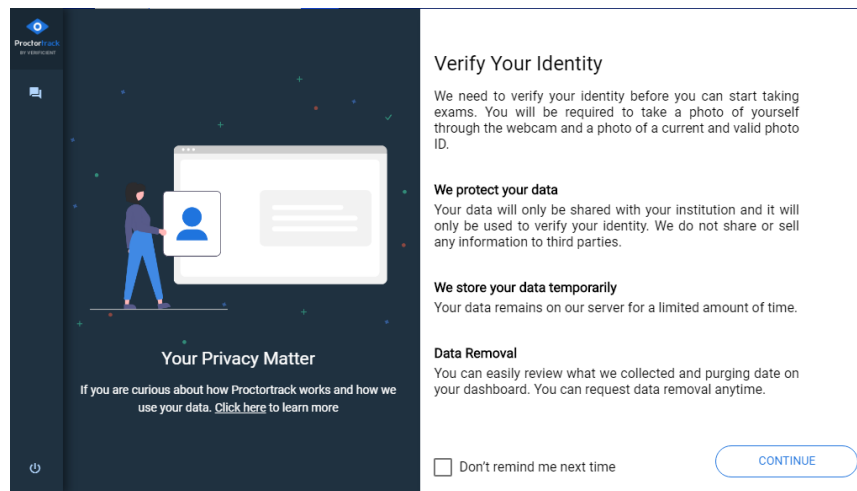 Proctortrack
BY VERIFICIENT
Your Privacy Matter
If you are curious about how Proctortrack works and how we
use your data. Click here to learn more
Verify Your Identity
We need to verify your identity before you can start taking
exams. You will be required to take a photo of yourself
through the webcam and a photo of a current and valid photo
ID.
We protect your data
Your data will only be shared with your institution and it will
only be used to verify your identity. We do not share or sell
any information to third parties.
We store your data temporarily
Your data remains on our server for a limited amount of time.
Data Removal
You can easily review what we collected and purging date on
your dashboard. You can request data removal anytime.
Don't remind me next time
CONTINUE